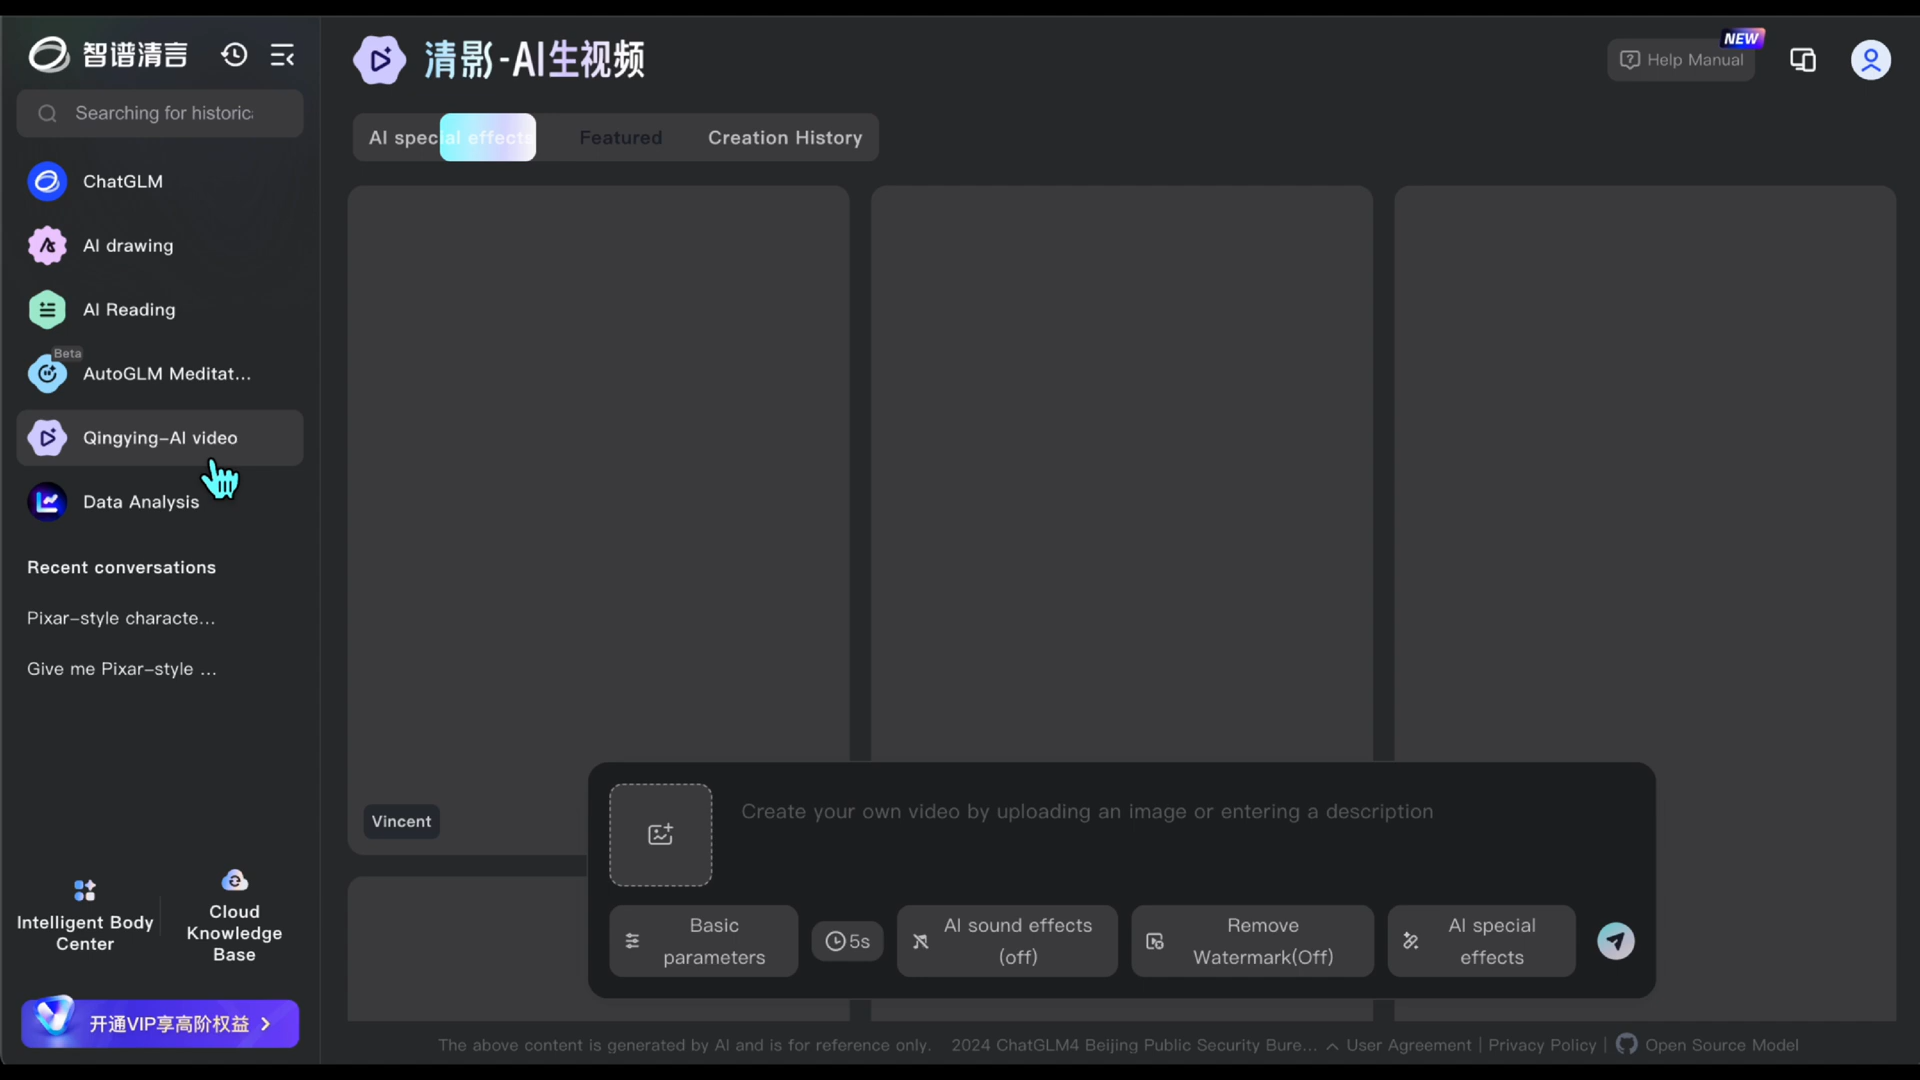 智谱清言
Searching for historic
ChatGLM
AI drawing
AI Reading
Beta
AutoGLM Meditat...
Qingying-AI video
Data Analysis
Recent conversations
Pixar-style characte...
Give me Pixar-style ...
Intelligent Body
Center
Cloud
Knowledge
Base
开通VIP享高阶权益
清影-AI生视频
NEW
Help Manual
AI special effects
Featured
Creation History
Vincent
Create your own video by uploading an image or entering a description
Basic
parameters
5s
AI sound effects
(off)
Remove
Watermark(Off)
AI special
effects
The above content is generated by AI and is for reference only. 2024 ChatGLM4 Beijing Public Security Bure... User Agreement | Privacy Policy | Open Source Model